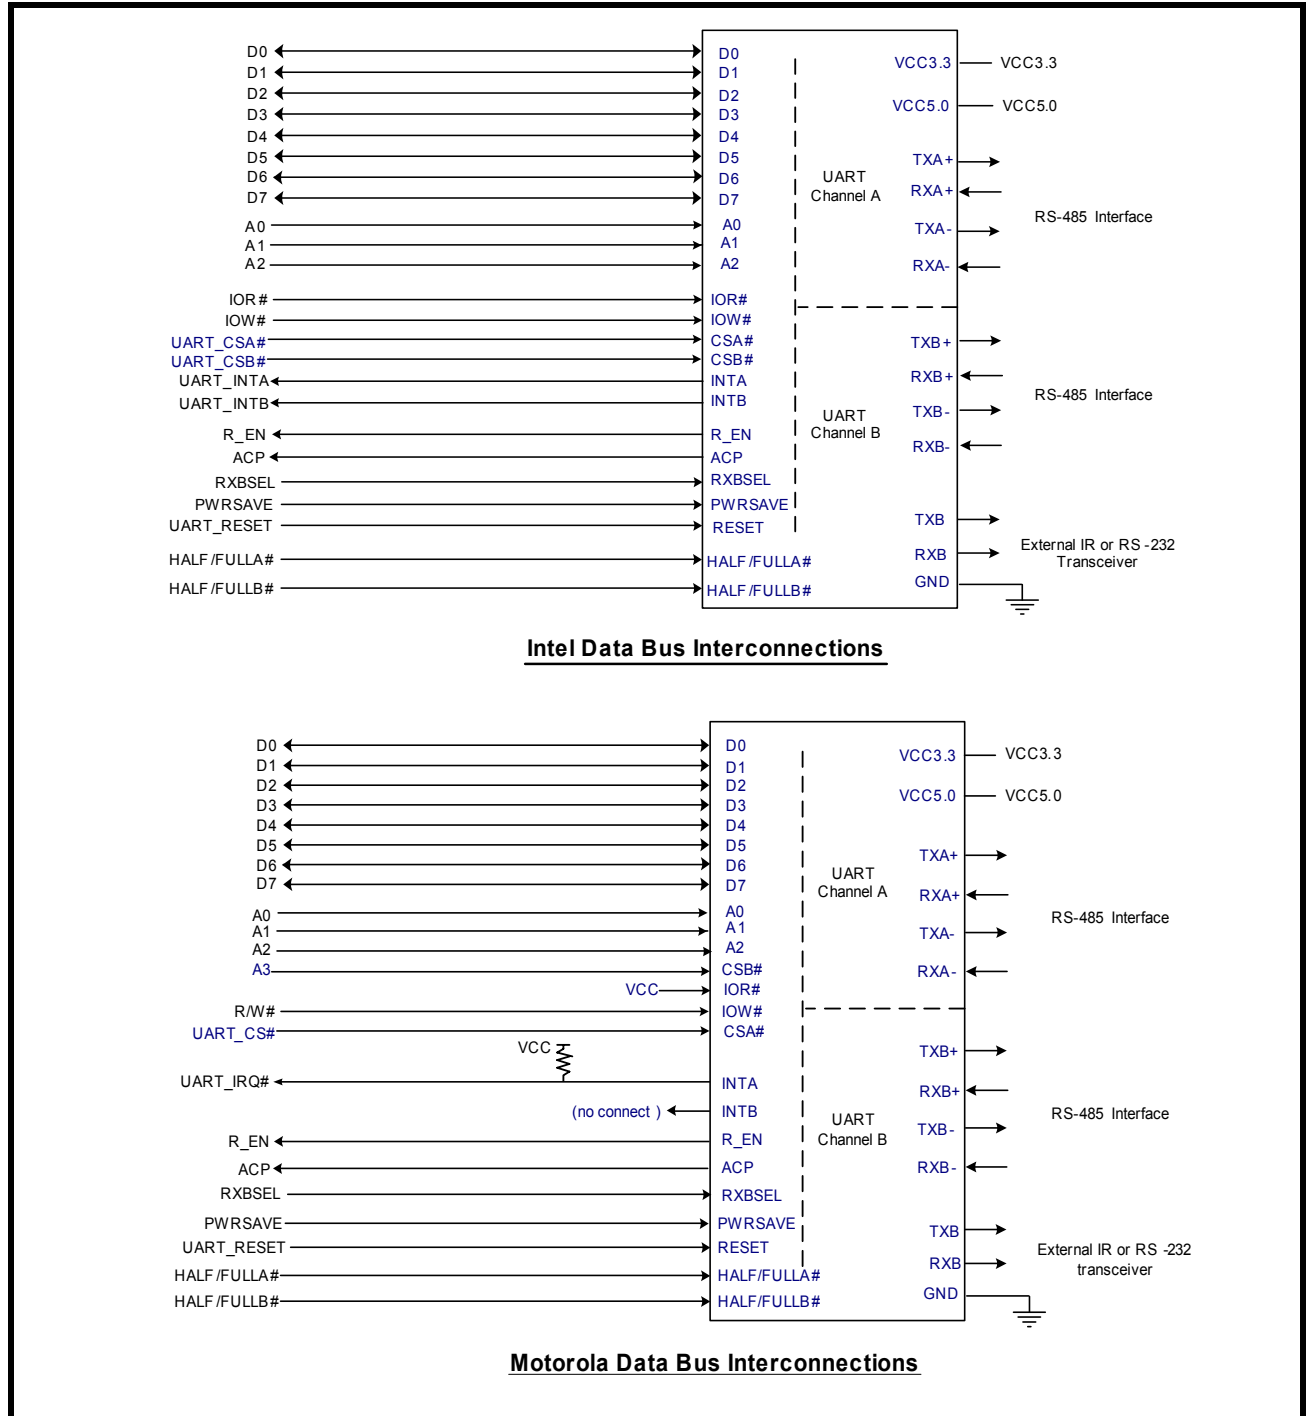 D0 D0 VCC3.3 VCC3.3
D1 D1
D2 D2
D3 D3 VCC5.0 VCC5.0
D4 D4
D5 D5 TXA+
D6 D6 UART
D7 D7 Channel A RXA+
RS-485 Interface
A0 A0 TXA-
A1 A1
A2 A2 RXA-
IOR# IOR#
IOW# IOW#
UART_CSA# CSA# TXB+
UART_CSB# CSB#
UART_INTA INTA RXB+
RS-485 Interface
UART_INTB INTB UART TXB-
R_EN R_EN Channel B RXB-
ACP ACP
RXBSEL RXBSEL
PWRSAVE PWRSAVE
UART_RESET RESET TXB
External IR or RS-232
HALF/FULLA# HALF/FULLA# RXB Transceiver
HALF/FULLB# HALF/FULLB# GND
Intel Data Bus Interconnections
D0 D0 VCC3.3 VCC3.3
D1 D1
D2 D2
D3 D3 VCC5.0 VCC5.0
D4 D4
D5 D5 TXA+
D6 D6 UART
D7 D7 Channel A RXA+
A0 A0 RS-485 Interface
A1 A1 TXA-
A2 A2
A3 CSB# RXA-
VCC IOR#
R/W# IOW#
UART_CS# CSA#
VCC TXB+
UART_IRQ# INTA RXB+
(no connect) INTB UART RS-485 Interface
R_EN R_EN Channel B TXB-
ACP ACP RXB-
RXBSEL RXBSEL
PWRSAVE PWRSAVE TXB
UART_RESET RESET External IR or RS-232
HALF/FULLA# HALF/FULLA# RXB transceiver
HALF/FULLB# HALF/FULLB# GND
Motorola Data Bus Interconnections